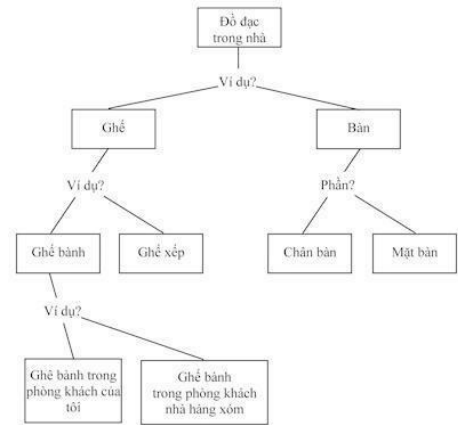 Đồ đạc
trong nhà
Ví dụ?
Ghế
Bàn
Ví dụ?
Phần?
Ghế bành
Ghế xếp
Chân bàn
Mặt bàn
Ví dụ?
Ghế bành trong
phòng khách của
tôi
Ghế bành
trong phòng khách
nhà hàng xóm